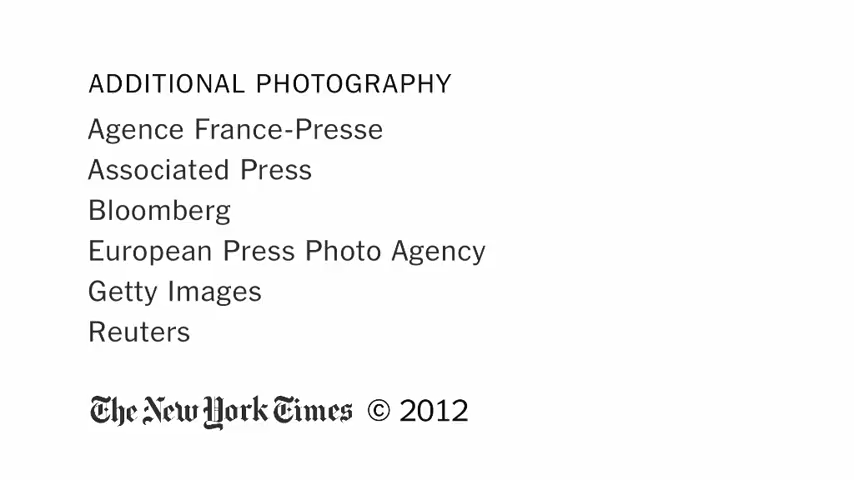 ADDITIONAL PHOTOGRAPHY
Agence France-Presse
Associated Press
Bloomberg
European Press Photo Agency
Getty Images
Reuters
The New York Times © 2012